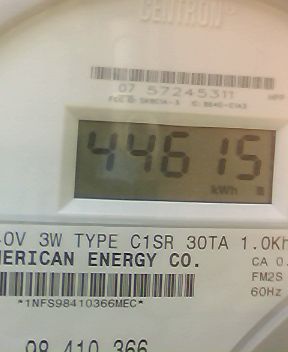 CENTRON
07 57245311
44615
kWh
0V 3W TYPE C1SR 30TA 1.0Kh
MERICAN ENERGY CO. CA 0.
FM2S
*1NFS98410366MEC* 60Hz
98 410 366